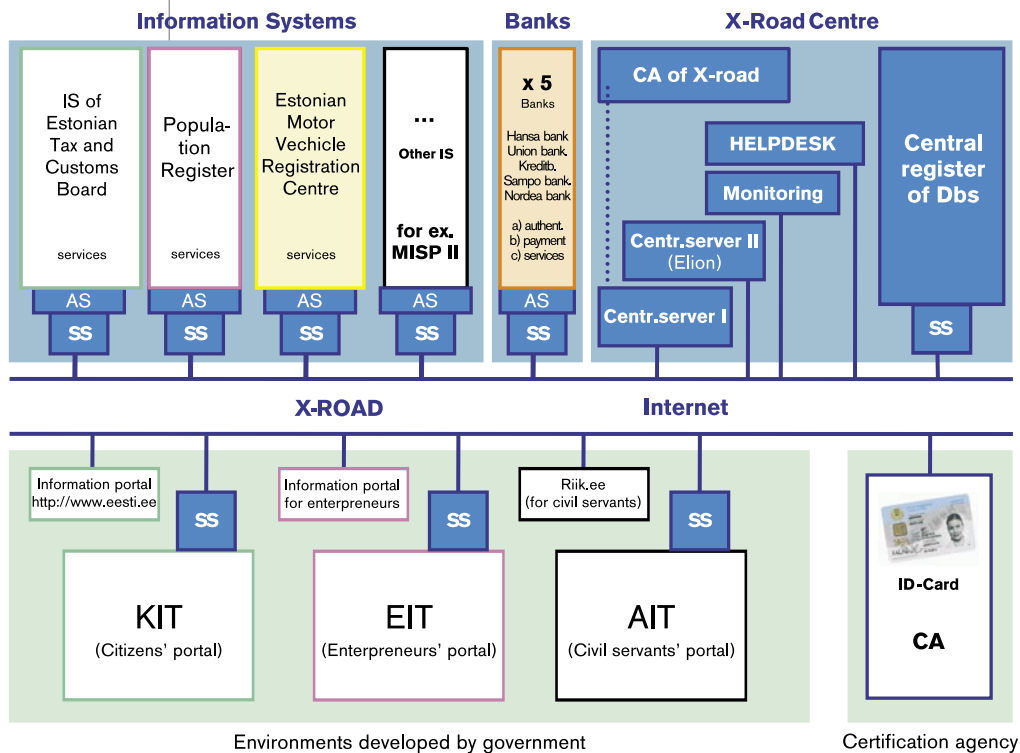 Information Systems
Banks
X-Road Centre
IS of
Estonian
Tax and
Customs
Board
services
AS
SS
Popula-
tion
Register
services
AS
SS
Estonian
Motor
Vechicle
Registration
Centre
services
AS
SS
...
Other IS
for ex.
MISP II
AS
SS
x 5
Banks
Hansa bank
Union bank.
Kreditb.
Sampo bank.
Nordea bank
a) authent.
b) payment
c) services
AS
SS
CA of X-road
HELPDESK
Monitoring
Centr.server II
(Elion)
Centr.server I
Central
register
of Dbs
SS
X-ROAD
Internet
Information portal
http://www.eesti.ee
SS
KIT
(Citizens' portal)
Information portal
for enterpreneurs
SS
EIT
(Enterpreneurs' portal)
Riik.ee
(for civil servants)
SS
AIT
(Civil servants' portal)
ID-Card
CA
Environments developed by government
Certification agency